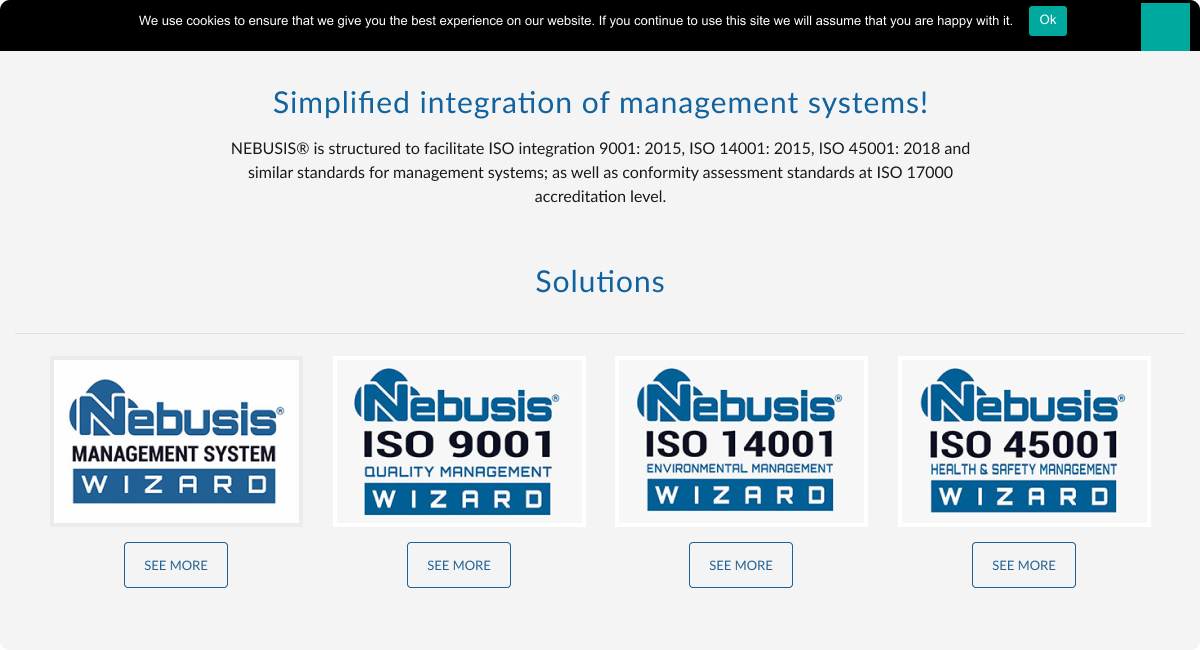 We use cookies to ensure that we give you the best experience on our website. If you continue to use this site we will assume that you are happy with it.
Ok
Simplified integration of management systems!
NEBUSIS® is structured to facilitate ISO integration 9001: 2015, ISO 14001: 2015, ISO 45001: 2018 and
similar standards for management systems; as well as conformity assessment standards at ISO 17000
accreditation level.
Solutions
Nebusis®
MANAGEMENT SYSTEM
WIZARD
SEE MORE
Nebusis®
ISO 9001
QUALITY MANAGEMENT
WIZARD
SEE MORE
Nebusis®
ISO 14001
ENVIRONMENTAL MANAGEMENT
WIZARD
SEE MORE
Nebusis®
ISO 45001
HEALTH & SAFETY MANAGEMENT
WIZARD
SEE MORE